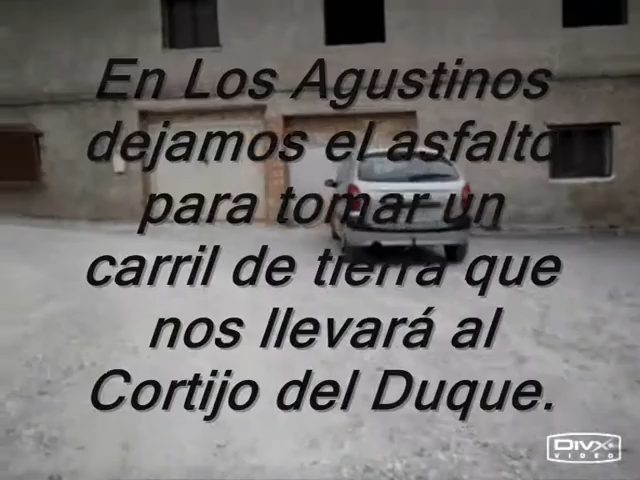 En Los Agustinos
dejamos el asfalto
para tomar un
carril de tierra que
nos llevará al
Cortijo del Duque.
DIVX
VIDEO